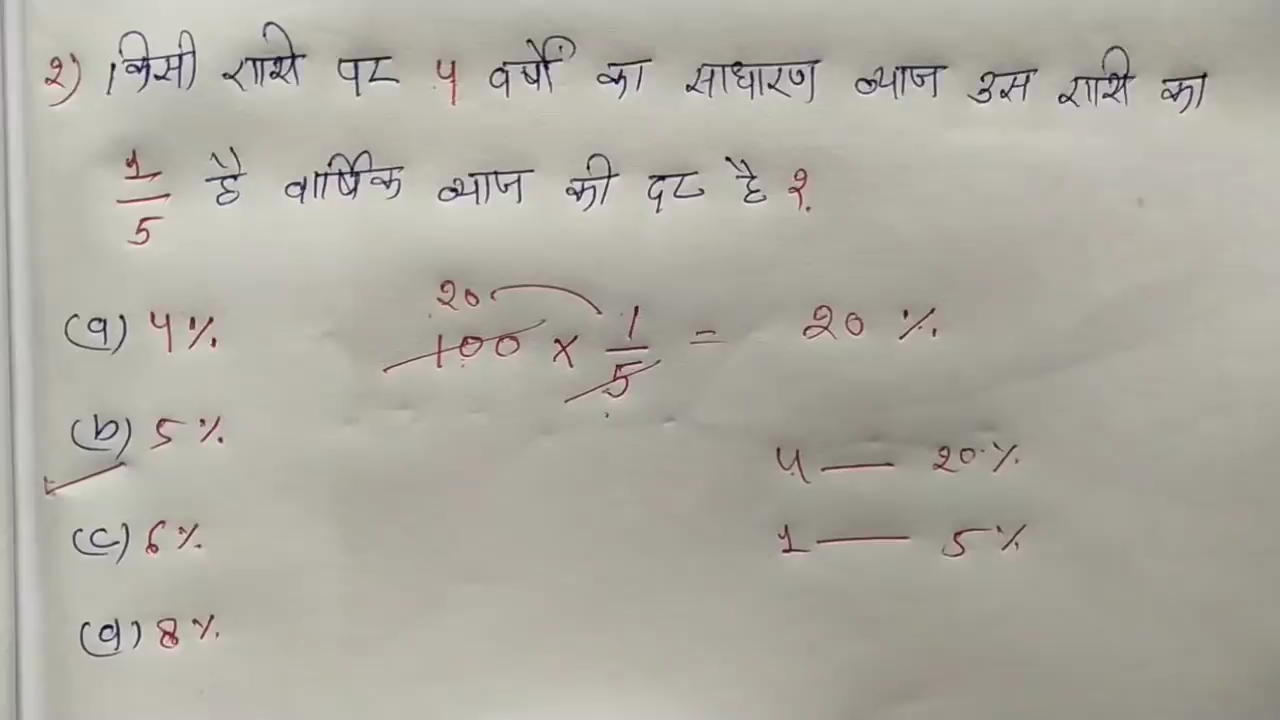 2) किसी राशि पर 4 वर्षों का साधारण ब्याज उस राशि का
1/5 है वार्षिक ब्याज की दर है ?
(a) 4%
20
100 × 1/5 = 20 %
(b) 5%
4 — 20%
(c) 6%
1 — 5%
(d) 8%